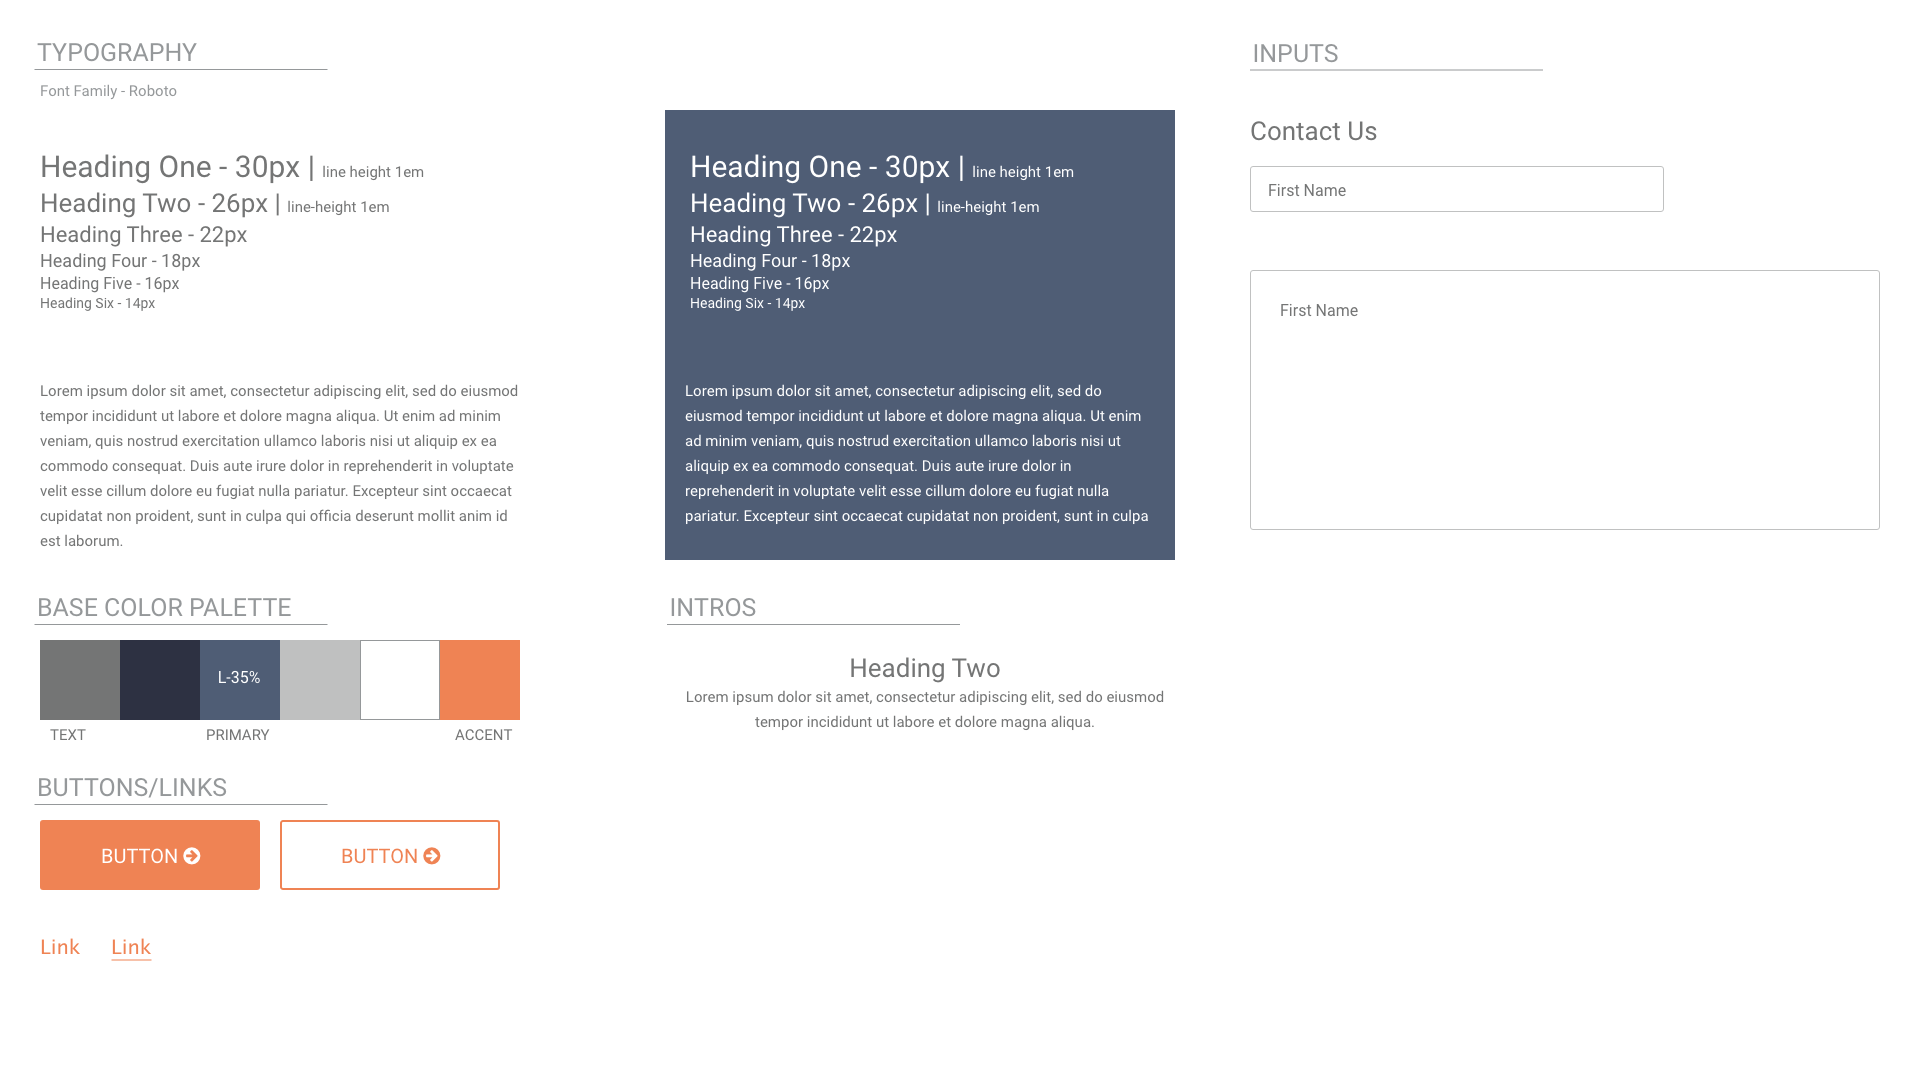 TYPOGRAPHY
Font Family - Roboto
Heading One - 30px | line height 1em
Heading Two - 26px | line-height 1em
Heading Three - 22px
Heading Four - 18px
Heading Five - 16px
Heading Six - 14px
Lorem ipsum dolor sit amet, consectetur adipiscing elit, sed do eiusmod
tempor incididunt ut labore et dolore magna aliqua. Ut enim ad minim
veniam, quis nostrud exercitation ullamco laboris nisi ut aliquip ex ea
commodo consequat. Duis aute irure dolor in reprehenderit in voluptate
velit esse cillum dolore eu fugiat nulla pariatur. Excepteur sint occaecat
cupidatat non proident, sunt in culpa qui officia deserunt mollit anim id
est laborum.
BASE COLOR PALETTE
L-35%
TEXT
PRIMARY
ACCENT
BUTTONS/LINKS
BUTTON
BUTTON
Link
Link
Heading One - 30px | line height 1em
Heading Two - 26px | line-height 1em
Heading Three - 22px
Heading Four - 18px
Heading Five - 16px
Heading Six - 14px
Lorem ipsum dolor sit amet, consectetur adipiscing elit, sed do
eiusmod tempor incididunt ut labore et dolore magna aliqua. Ut enim
ad minim veniam, quis nostrud exercitation ullamco laboris nisi ut
aliquip ex ea commodo consequat. Duis aute irure dolor in
reprehenderit in voluptate velit esse cillum dolore eu fugiat nulla
pariatur. Excepteur sint occaecat cupidatat non proident, sunt in culpa
INTROS
Heading Two
Lorem ipsum dolor sit amet, consectetur adipiscing elit, sed do eiusmod
tempor incididunt ut labore et dolore magna aliqua.
INPUTS
Contact Us
First Name
First Name